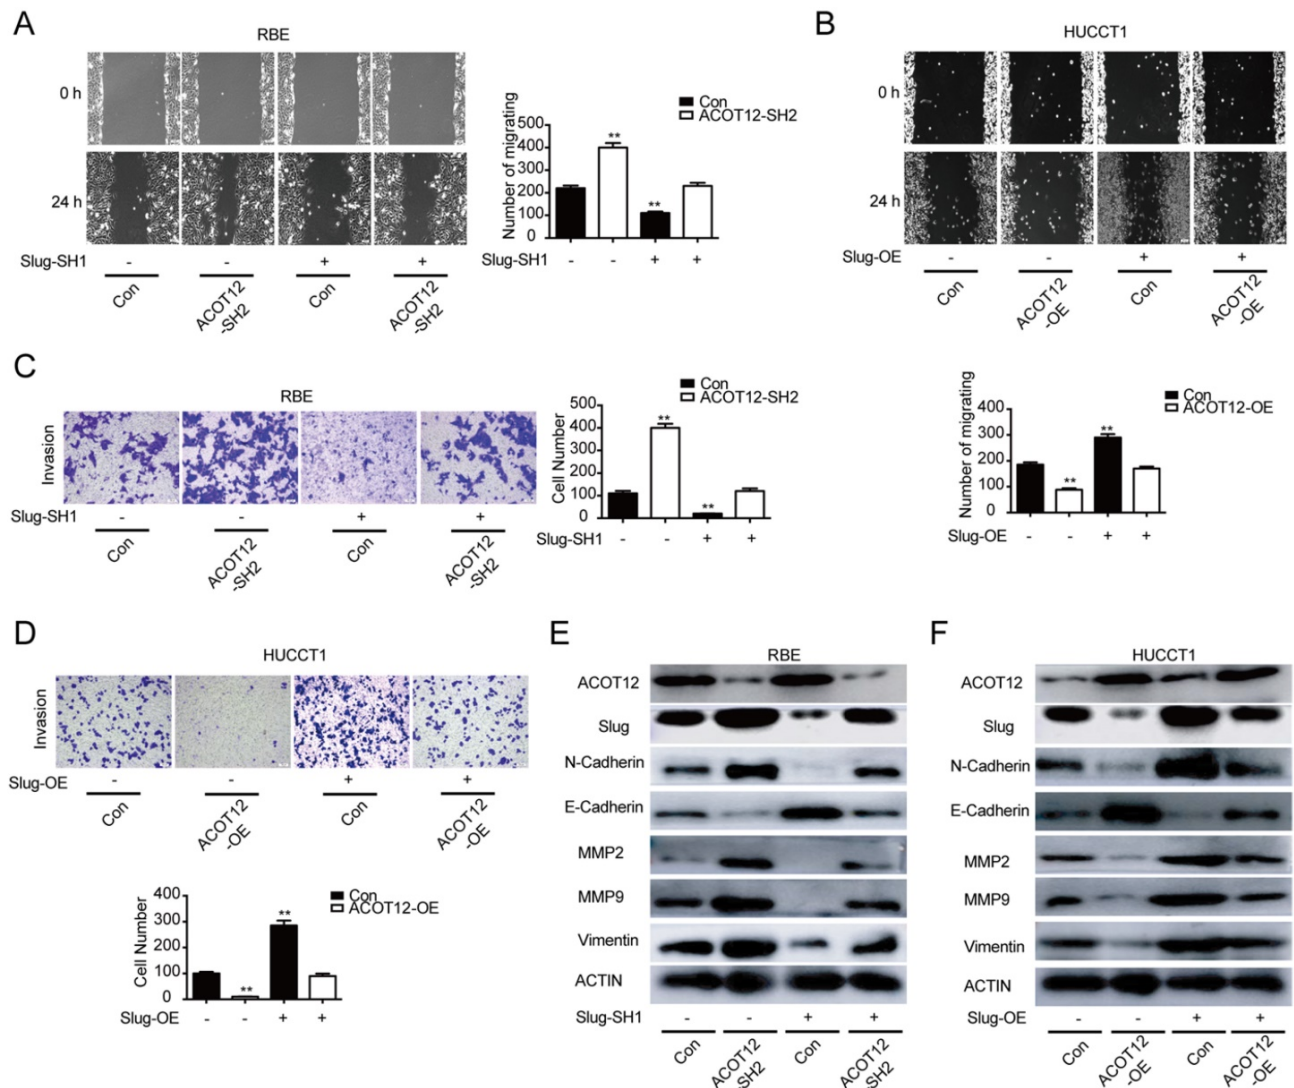 A
RBE
0 h
24 h
Slug-SH1 - - + +
Con ACOT12 Con ACOT12
-SH2 -SH2
Number of migrating
500
400
300
200
100
0
Con
ACOT12-SH2
** **
Slug-SH1 - - + +
B
HUCCT1
0 h
24 h
Slug-OE - - + +
Con ACOT12 Con ACOT12
-OE -OE
Number of migrating
400
300
200
100
0
Con
ACOT12-OE
** **
Slug-OE - - + +
C
RBE
Invasion
Slug-SH1 - - + +
Con ACOT12 Con ACOT12
-SH2 -SH2
Cell Number
500
400
300
200
100
0
Con
ACOT12-SH2
** **
Slug-SH1 - - + +
D
HUCCT1
Invasion
Slug-OE - - + +
Con ACOT12 Con ACOT12
-OE -OE
Cell Number
400
300
200
100
0
Con
ACOT12-OE
** **
Slug-OE - - + +
E
RBE
ACOT12
Slug
N-Cadherin
E-Cadherin
MMP2
MMP9
Vimentin
ACTIN
Slug-SH1 - - + +
Con ACOT12 Con ACOT12
-SH2 -SH2
F
HUCCT1
ACOT12
Slug
N-Cadherin
E-Cadherin
MMP2
MMP9
Vimentin
ACTIN
Slug-OE - - + +
Con ACOT12 Con ACOT12
-OE -OE